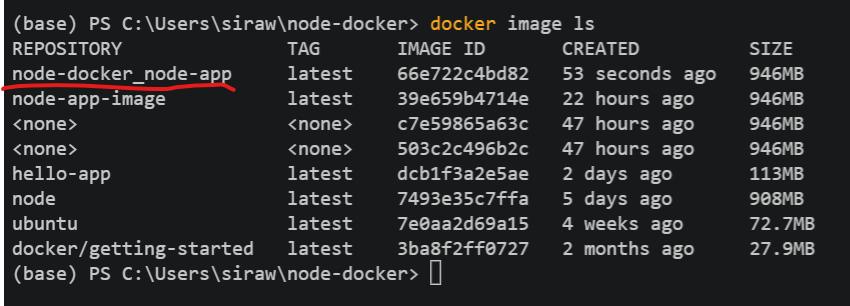 (base) PS C:\Users\siraw\node-docker> docker image ls
REPOSITORY TAG IMAGE ID CREATED SIZE
node-docker_node-app latest 66e722c4bd82 53 seconds ago 946MB
node-app-image latest 39e659b4714e 22 hours ago 946MB
<none> <none> c7e59865a63c 47 hours ago 946MB
<none> <none> 503c2c496b2c 47 hours ago 946MB
hello-app latest dcb1f3a2e5ae 2 days ago 113MB
node latest 7493e35c7ffa 5 days ago 908MB
ubuntu latest 7e0aa2d69a15 4 weeks ago 72.7MB
docker/getting-started latest 3ba8f2ff0727 2 months ago 27.9MB
(base) PS C:\Users\siraw\node-docker>